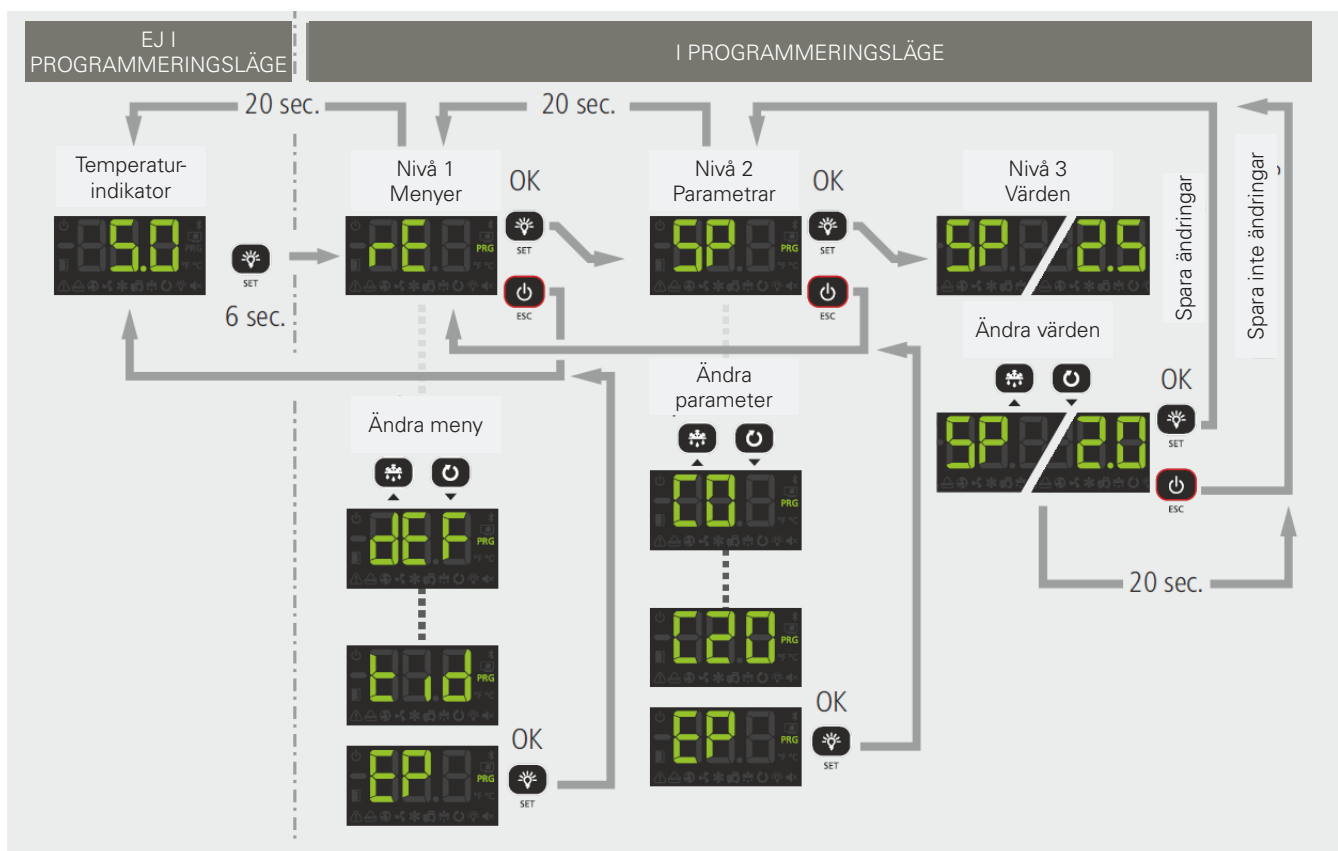 EJ I
PROGRAMMERINGSLÄGE
I PROGRAMMERINGSLÄGE
20 sec.
20 sec.
Temperatur-
indikator
Nivå 1
Menyer
OK
Nivå 2
Parametrar
OK
Nivå 3
Värden
Spara ändringar
Spara inte ändringar
5.0
SET
6 sec.
rE
PRG
SET
ESC
SP
PRG
SET
ESC
SP / 2.5
Ändra värden
OK
SP / 2.0
SET
ESC
20 sec.
Ändra meny
dEF
PRG
tid
PRG
EP
PRG
OK
SET
Ändra
parameter
C0
PRG
C20
PRG
EP
PRG
OK
SET